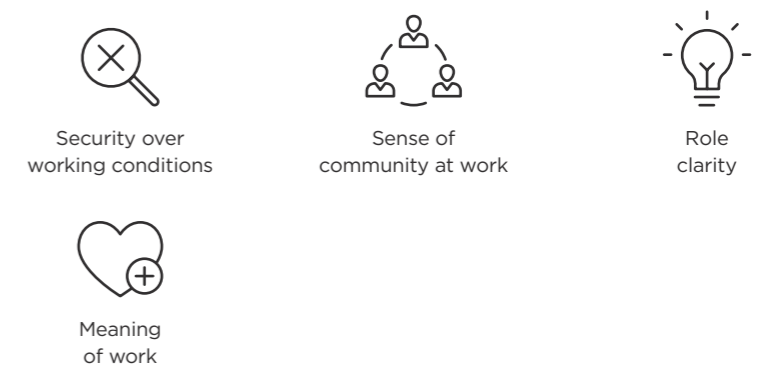 Security over
working conditions
Sense of
community at work
Role
clarity
Meaning
of work